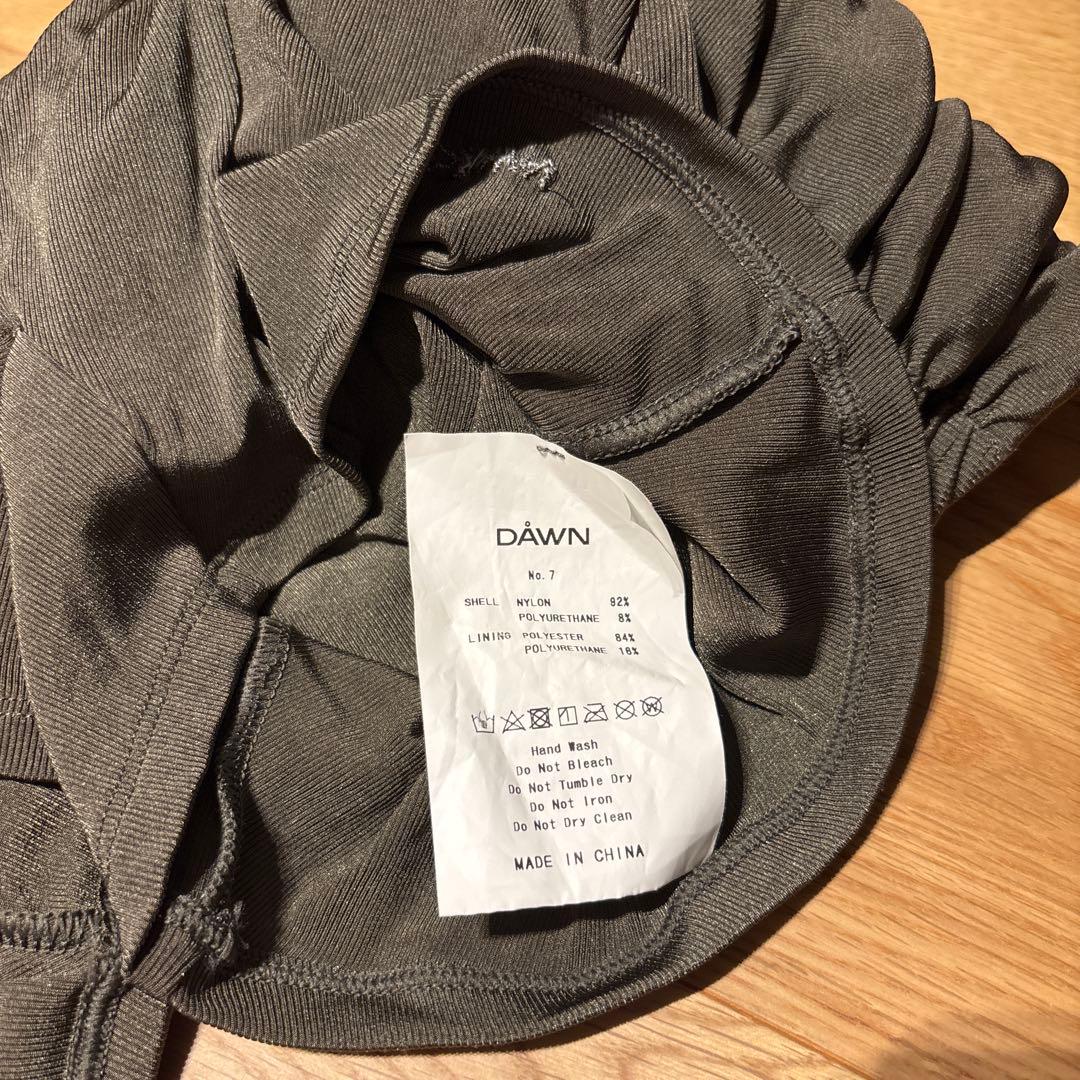 DÅWN
No. 7
SHELL NYLON 92%
POLYURETHANE 8%
LINING POLYESTER 84%
POLYURETHANE 16%
Hand Wash
Do Not Bleach
Do Not Tumble Dry
Do Not Iron
Do Not Dry Clean
MADE IN CHINA